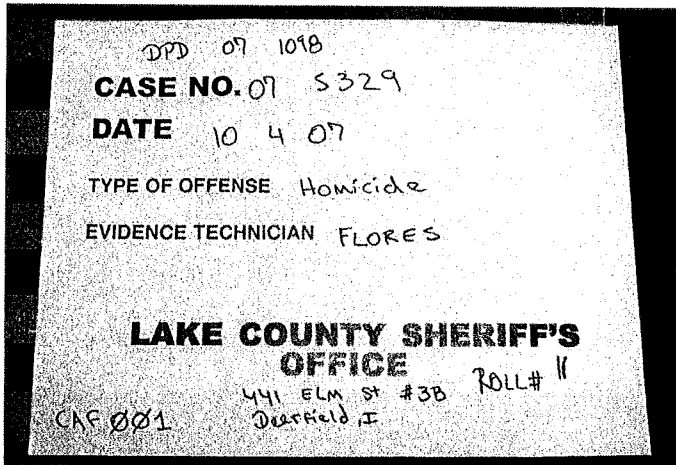 DPD 07 1098
CASE NO. 07 5329
DATE 10 4 07
TYPE OF OFFENSE Homicide
EVIDENCE TECHNICIAN FLORES
LAKE COUNTY SHERIFF'S
OFFICE
441 ELM St #3B ROLL# 11
CAF 001 Deerfield, I